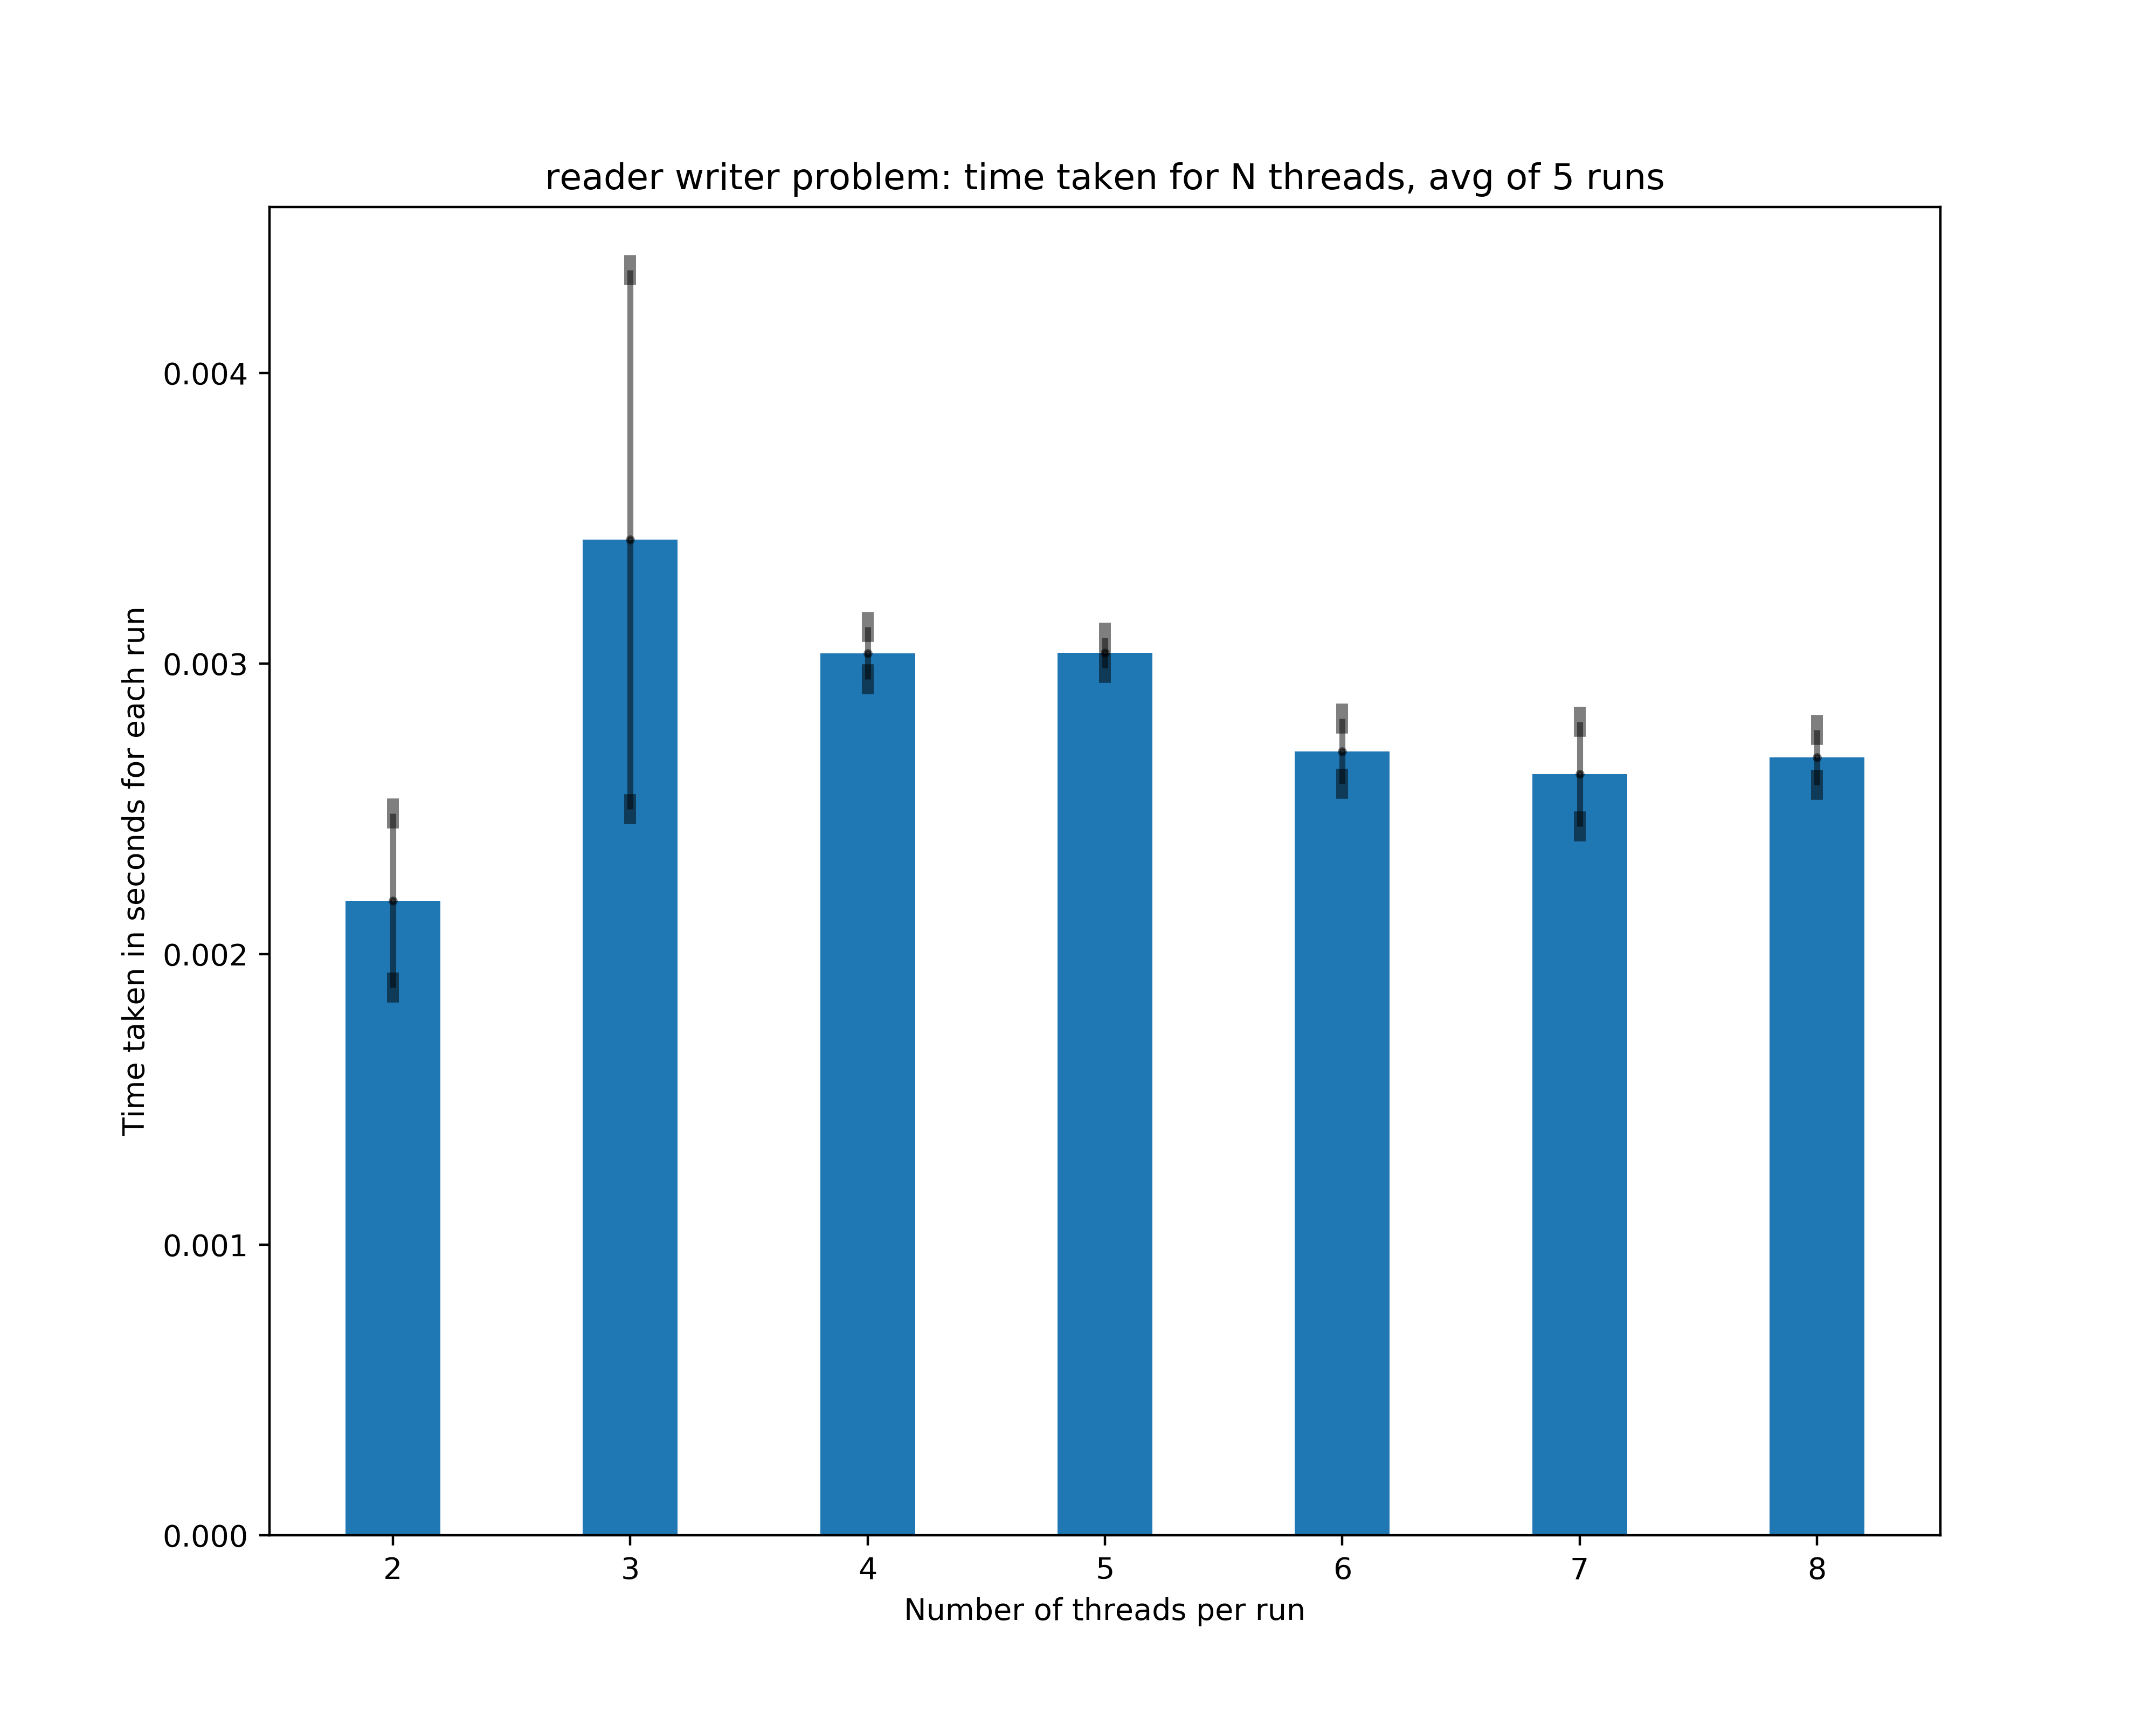 reader writer problem: time taken for N threads, avg of 5 runs
Time taken in seconds for each run
0.004
0.003
0.002
0.001
0.000
2 3 4 5 6 7 8
Number of threads per run